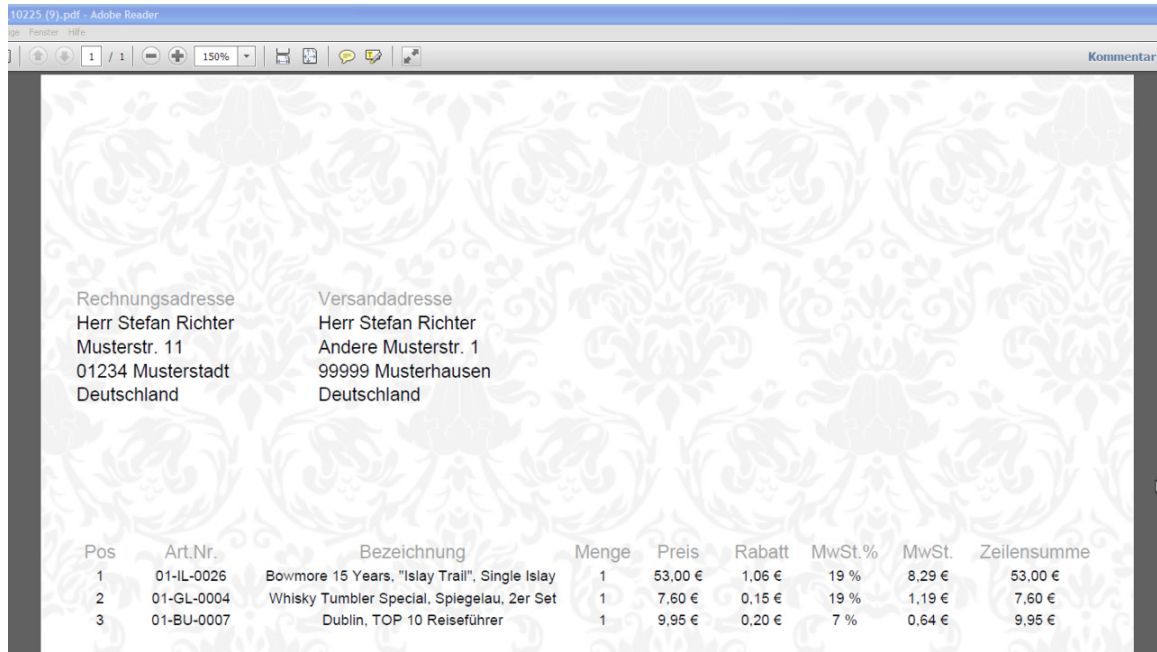 10225 (9).pdf - Adobe Reader
ge Fenster Hilfe
1 / 1 150% Kommentar
Rechnungsadresse Versandadresse
Herr Stefan Richter Herr Stefan Richter
Musterstr. 11 Andere Musterstr. 1
01234 Musterstadt 99999 Musterhausen
Deutschland Deutschland
Pos Art.Nr. Bezeichnung Menge Preis Rabatt MwSt.% MwSt. Zeilensumme
1 01-IL-0026 Bowmore 15 Years, "Islay Trail", Single Islay 1 53,00 € 1,06 € 19 % 8,29 € 53,00 €
2 01-GL-0004 Whisky Tumbler Special, Spiegelau, 2er Set 1 7,60 € 0,15 € 19 % 1,19 € 7,60 €
3 01-BU-0007 Dublin, TOP 10 Reiseführer 1 9,95 € 0,20 € 7 % 0,64 € 9,95 €